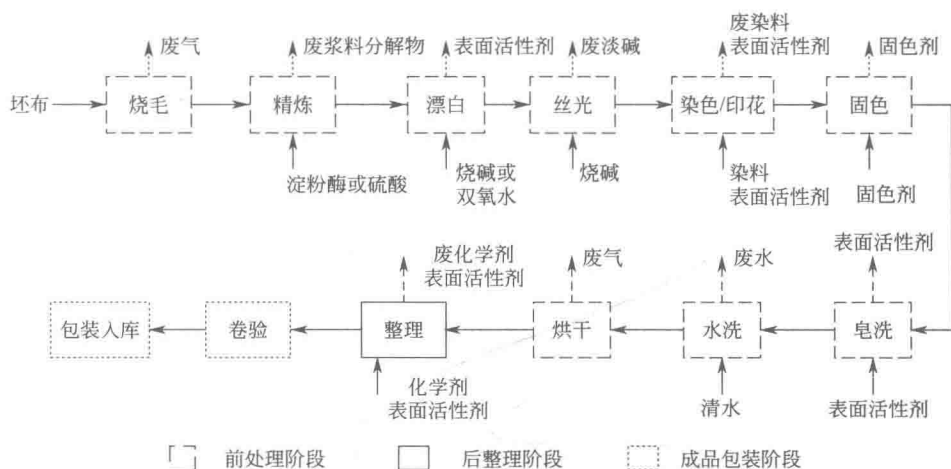 废气
废浆料分解物
表面活性剂
废淡碱
废染料
表面活性剂
固色剂
坯布
烧毛
精炼
漂白
丝光
染色/印花
固色
淀粉酶或硫酸
烧碱或
双氧水
烧碱
染料
表面活性剂
固色剂
废化学剂
表面活性剂
废气
废水
表面活性剂
包装入库
卷验
整理
烘干
水洗
皂洗
化学剂
表面活性剂
清水
表面活性剂
前处理阶段
后整理阶段
成品包装阶段